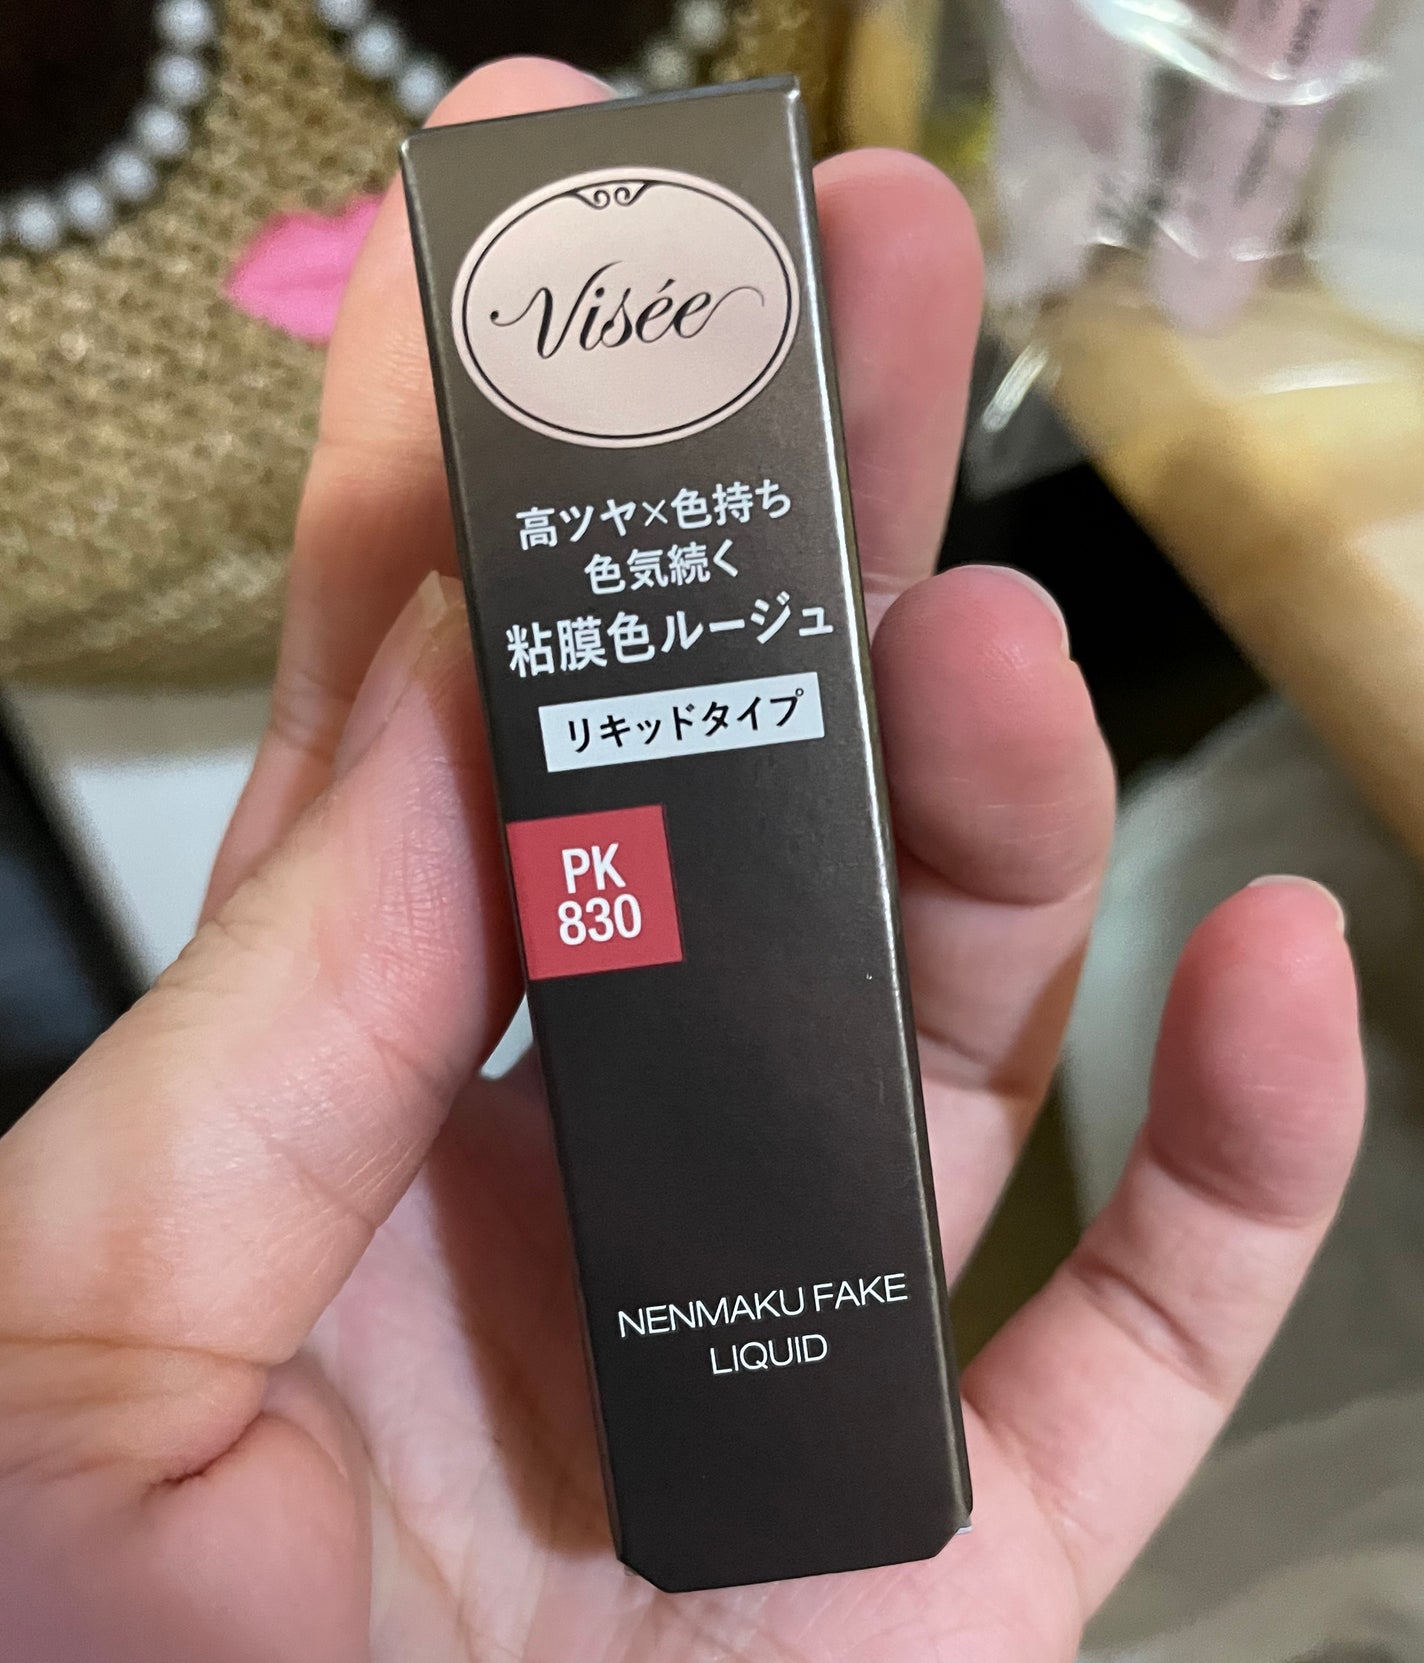 Visée
高ツヤ×色持ち
色気続く
粘膜色ルージュ
リキッドタイプ
PK
830
NENMAKU FAKE
LIQUID